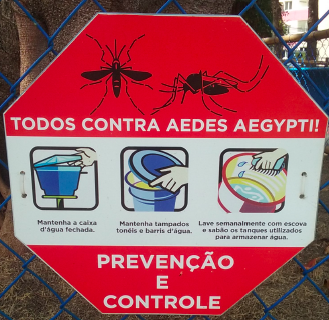 TODOS CONTRA AEDES AEGYPTI!
Mantenha a caixa
d'água fechada.
Mantenha tampados
tonéis e barris d'água.
Lave semanalmente com escova
e sabão os tanques utilizados
para armazenar água.
PREVENÇÃO
E
CONTROLE